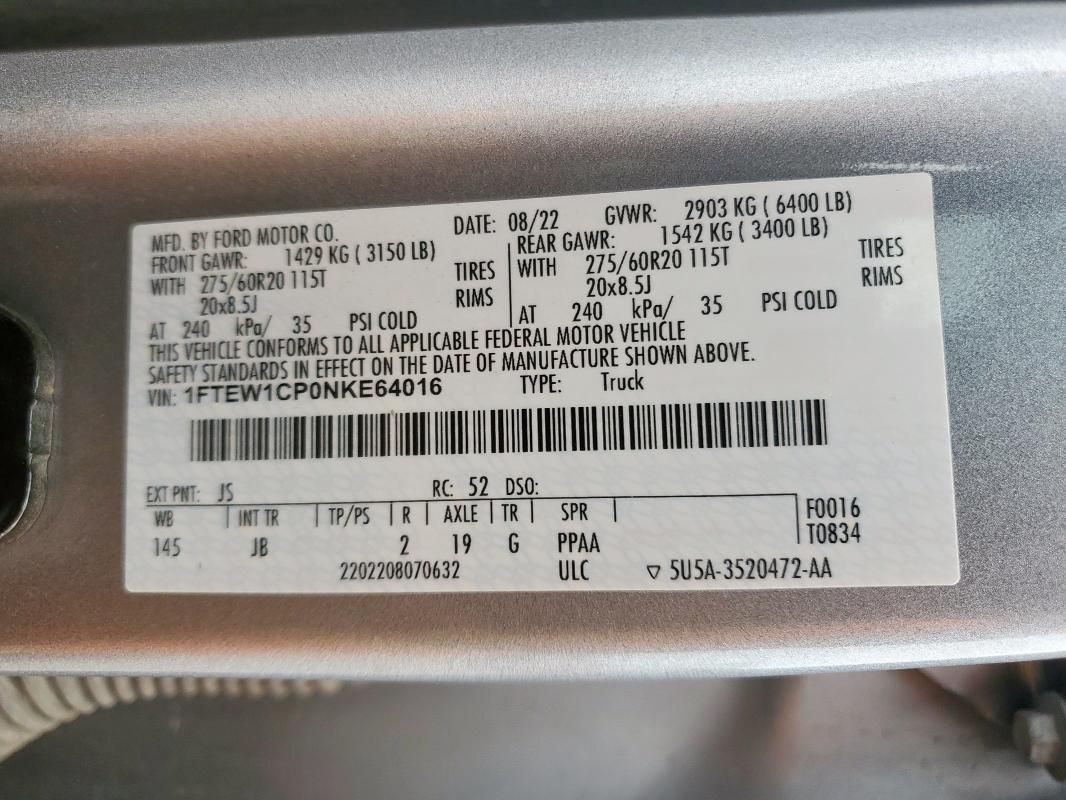 MFD. BY FORD MOTOR CO. DATE: 08/22 GVWR: 2903 KG ( 6400 LB)
FRONT GAWR: 1429 KG ( 3150 LB) REAR GAWR: 1542 KG ( 3400 LB)
WITH 275/60R20 115T TIRES WITH 275/60R20 115T TIRES
20x8.5J RIMS 20x8.5J RIMS
AT 240 kPa/ 35 PSI COLD AT 240 kPa/ 35 PSI COLD
THIS VEHICLE CONFORMS TO ALL APPLICABLE FEDERAL MOTOR VEHICLE
SAFETY STANDARDS IN EFFECT ON THE DATE OF MANUFACTURE SHOWN ABOVE.
VIN: 1FTEW1CP0NKE64016 TYPE: Truck
EXT PNT: JS RC: 52 DSO:
WB INT TR TP/PS R AXLE TR SPR F0016
145 JB 2 19 G PPAA T0834
2202208070632 ULC ▽ 5U5A-3520472-AA